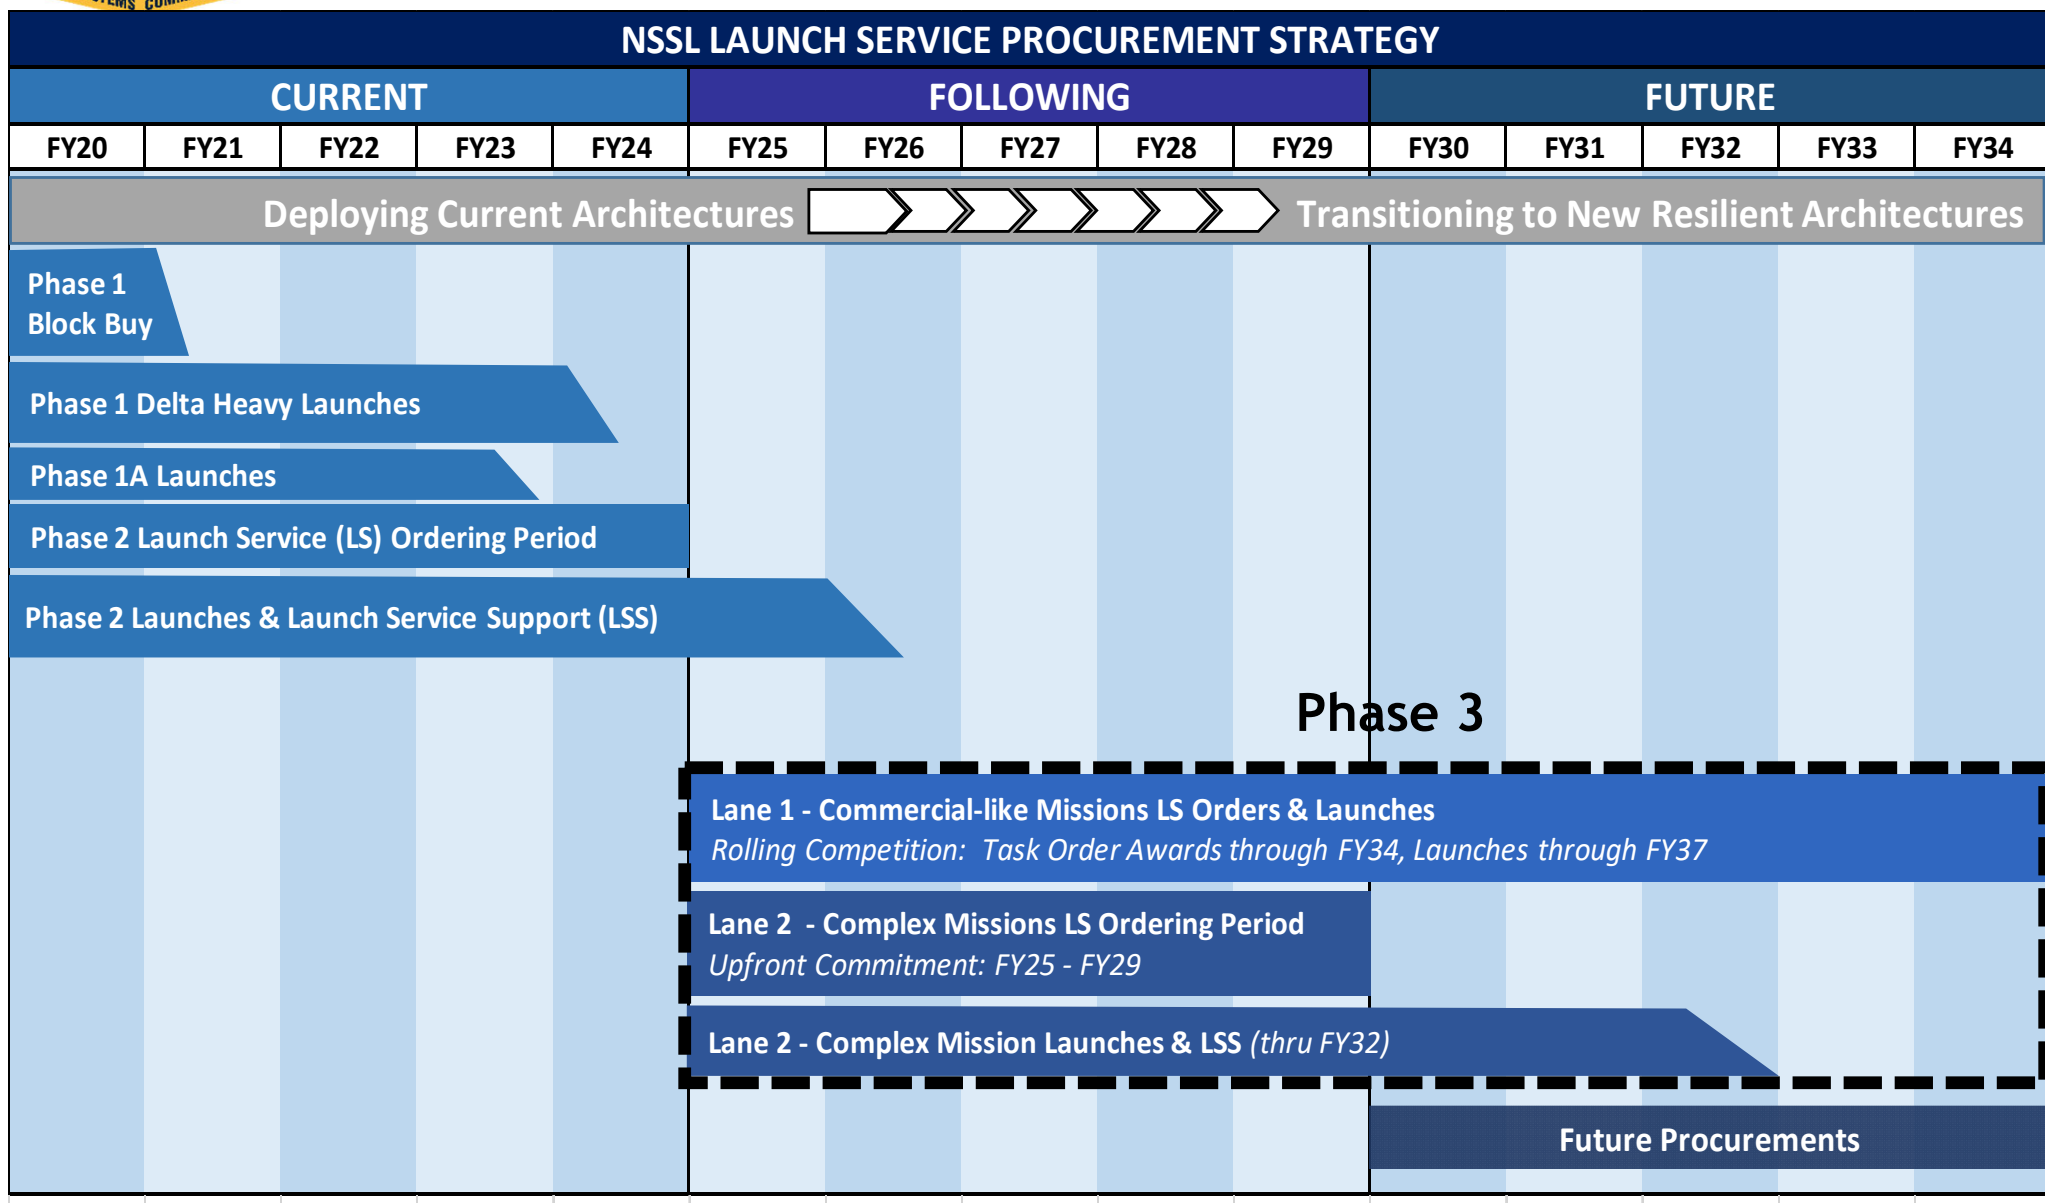 NSSL LAUNCH SERVICE PROCUREMENT STRATEGY
CURRENT FOLLOWING FUTURE
FY20 FY21 FY22 FY23 FY24 FY25 FY26 FY27 FY28 FY29 FY30 FY31 FY32 FY33 FY34
Deploying Current Architectures Transitioning to New Resilient Architectures
Phase 1
Block Buy
Phase 1 Delta Heavy Launches
Phase 1A Launches
Phase 2 Launch Service (LS) Ordering Period
Phase 2 Launches & Launch Service Support (LSS)
Phase 3
Lane 1 - Commercial-like Missions LS Orders & Launches
Rolling Competition: Task Order Awards through FY34, Launches through FY37
Lane 2 - Complex Missions LS Ordering Period
Upfront Commitment: FY25 - FY29
Lane 2 - Complex Mission Launches & LSS (thru FY32)
Future Procurements